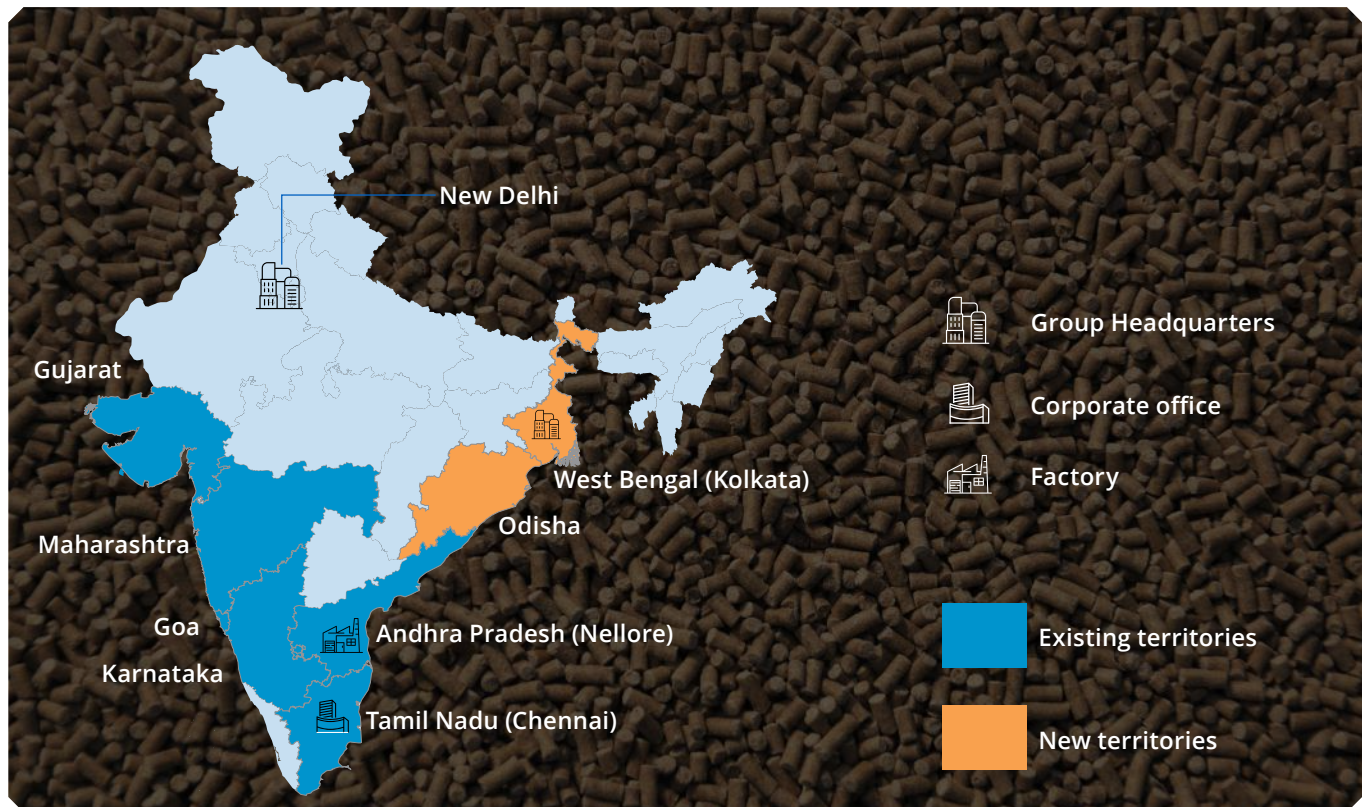 New Delhi
Gujarat
West Bengal (Kolkata)
Odisha
Maharashtra
Goa
Andhra Pradesh (Nellore)
Karnataka
Tamil Nadu (Chennai)
Group Headquarters
Corporate office
Factory
Existing territories
New territories